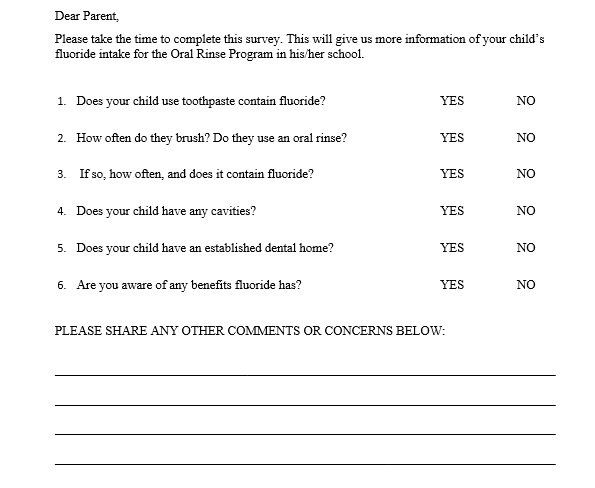 Dear Parent,
Please take the time to complete this survey. This will give us more information of your child's
fluoride intake for the Oral Rinse Program in his/her school.
1. Does your child use toothpaste contain fluoride? YES NO
2. How often do they brush? Do they use an oral rinse? YES NO
3. If so, how often, and does it contain fluoride? YES NO
4. Does your child have any cavities? YES NO
5. Does your child have an established dental home? YES NO
6. Are you aware of any benefits fluoride has? YES NO
PLEASE SHARE ANY OTHER COMMENTS OR CONCERNS BELOW: